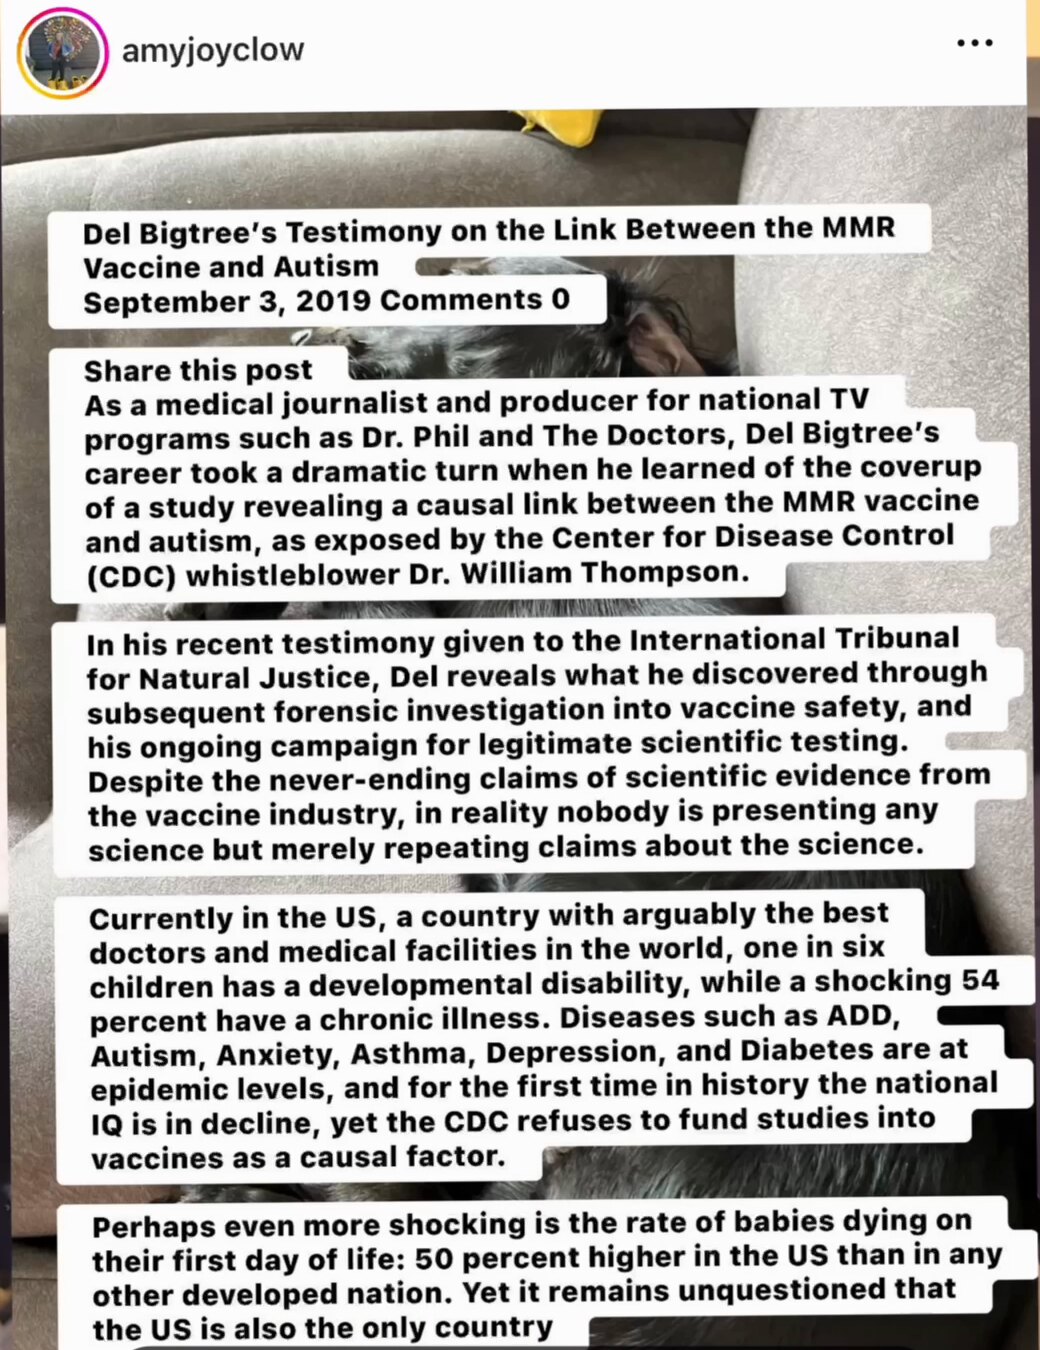 amyjoyclow
Del Bigtree's Testimony on the Link Between the MMR
Vaccine and Autism
September 3, 2019 Comments 0
Share this post
As a medical journalist and producer for national TV
programs such as Dr. Phil and The Doctors, Del Bigtree's
career took a dramatic turn when he learned of the coverup
of a study revealing a causal link between the MMR vaccine
and autism, as exposed by the Center for Disease Control
(CDC) whistleblower Dr. William Thompson.
In his recent testimony given to the International Tribunal
for Natural Justice, Del reveals what he discovered through
subsequent forensic investigation into vaccine safety, and
his ongoing campaign for legitimate scientific testing.
Despite the never-ending claims of scientific evidence from
the vaccine industry, in reality nobody is presenting any
science but merely repeating claims about the science.
Currently in the US, a country with arguably the best
doctors and medical facilities in the world, one in six
children has a developmental disability, while a shocking 54
percent have a chronic illness. Diseases such as ADD,
Autism, Anxiety, Asthma, Depression, and Diabetes are at
epidemic levels, and for the first time in history the national
IQ is in decline, yet the CDC refuses to fund studies into
vaccines as a causal factor.
Perhaps even more shocking is the rate of babies dying on
their first day of life: 50 percent higher in the US than in any
other developed nation. Yet it remains unquestioned that
the US is also the only country